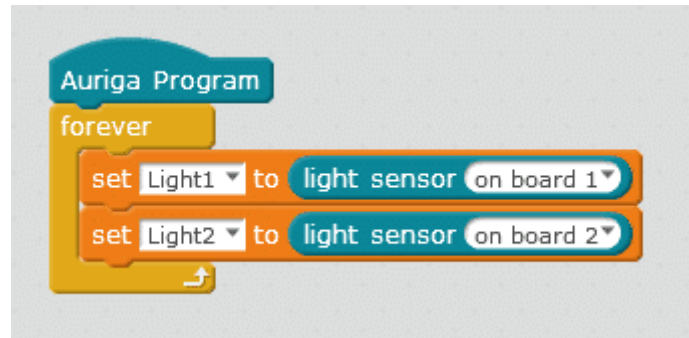 Auriga Program
forever
set Light1 to light sensor on board 1
set Light2 to light sensor on board 2